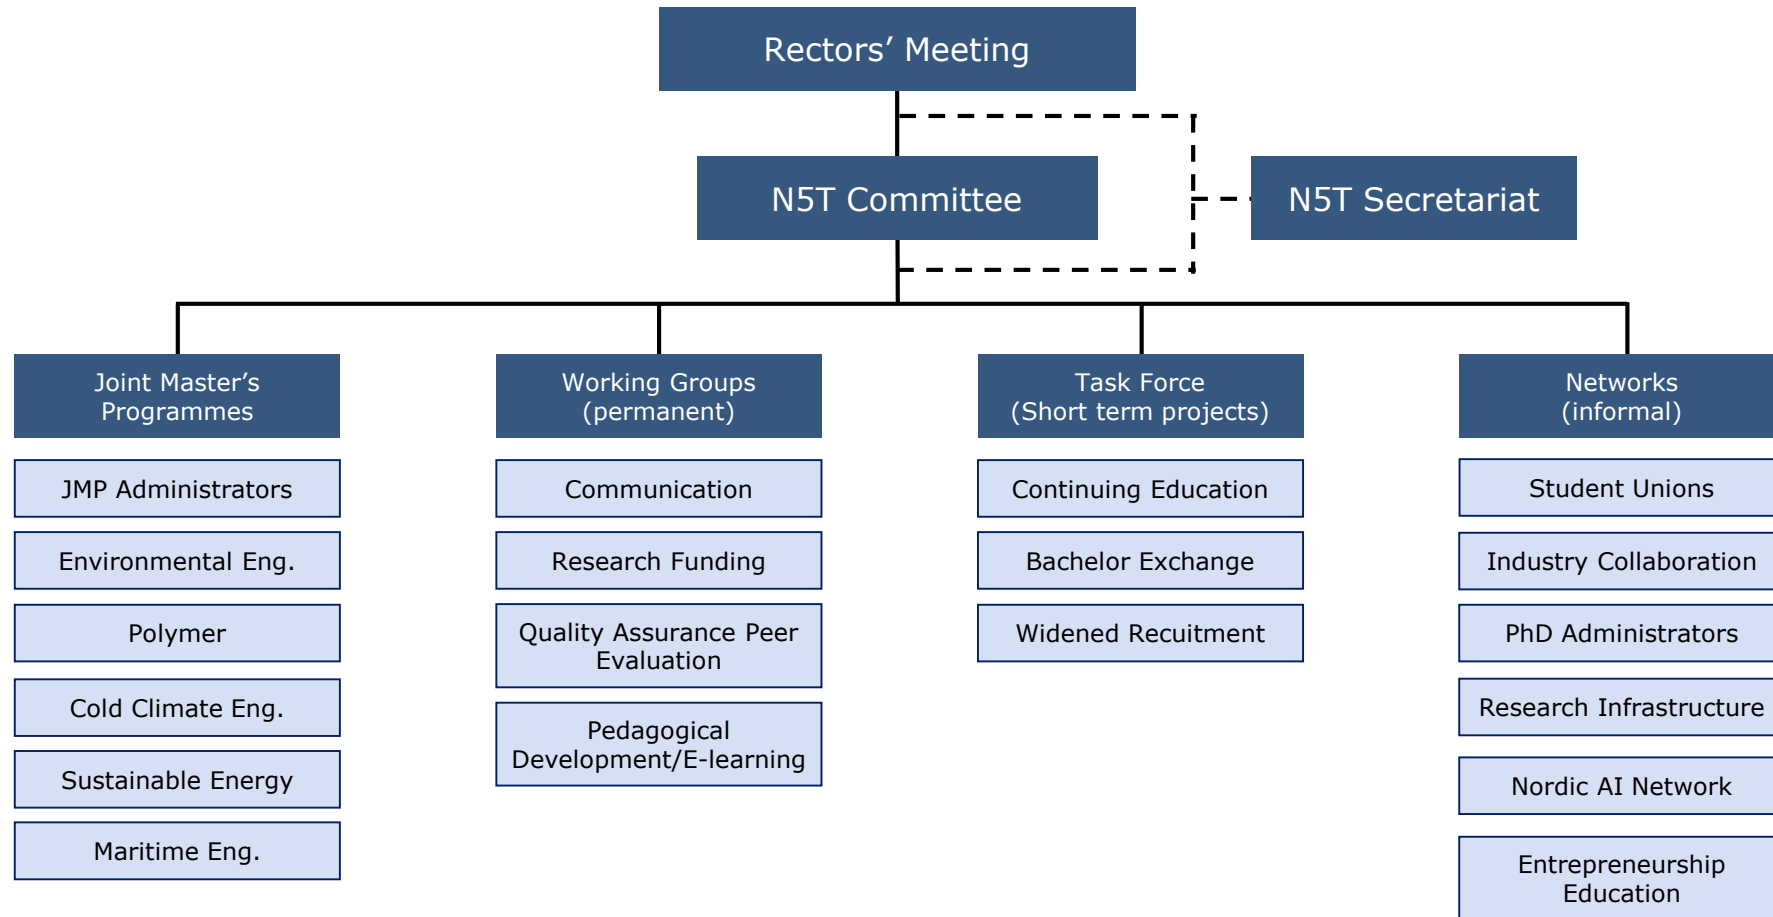 Rectors’ Meeting
N5T Committee
N5T Secretariat
Joint Master’s
Programmes
JMP Administrators
Environmental Eng.
Polymer
Cold Climate Eng.
Sustainable Energy
Maritime Eng.
Working Groups
(permanent)
Communication
Research Funding
Quality Assurance Peer
Evaluation
Pedagogical
Development/E-learning
Task Force
(Short term projects)
Continuing Education
Bachelor Exchange
Widened Recuitment
Networks
(informal)
Student Unions
Industry Collaboration
PhD Administrators
Research Infrastructure
Nordic AI Network
Entrepreneurship
Education